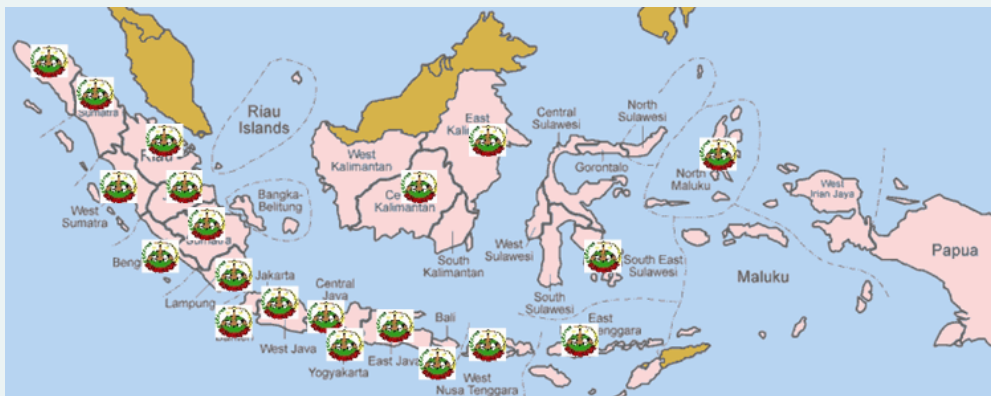 Sumatra
Riau
Islands
Riau
West
Sumatra
Bangka-
Belitung
Sumatra
Lampung
Jakarta
West Java
Central
Java
Yogyakarta
East Java
Bali
West
Nusa Tenggara
East
West
Kalimantan
East
Kalimantan
South
Kalimantan
Central
Sulawesi
North
Sulawesi
Gorontalo
West
Sulawesi
South
Sulawesi
South East
Sulawesi
North
Maluku
Maluku
West
Irian Jaya
Papua